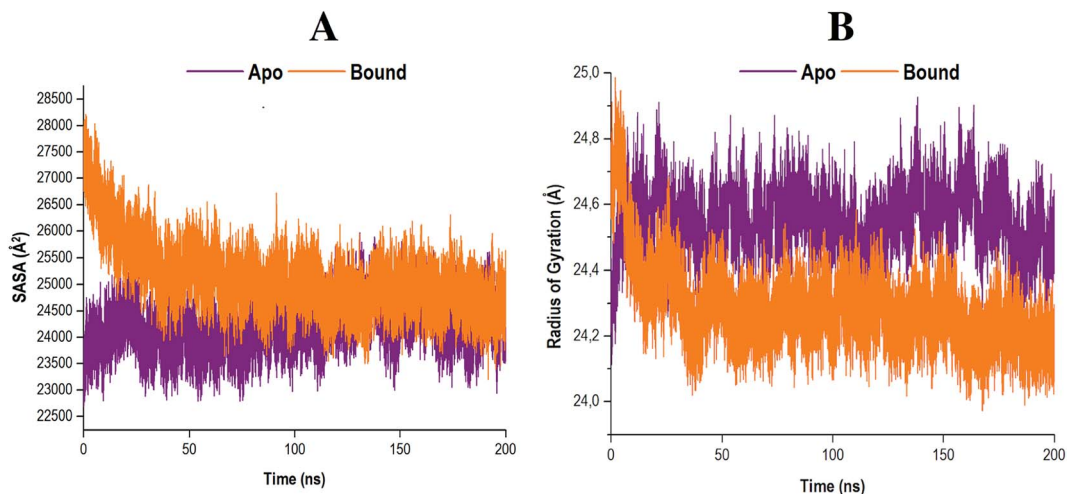 A
Apo Bound
28500
28000
27500
27000
26500
26000
25500
25000
24500
24000
23500
23000
22500
SASA (Å²)
0 50 100 150 200
Time (ns)
B
Apo Bound
25,0
24,8
24,6
24,4
24,2
24,0
Radius of Gyration (Å)
0 50 100 150 200
Time (ns)